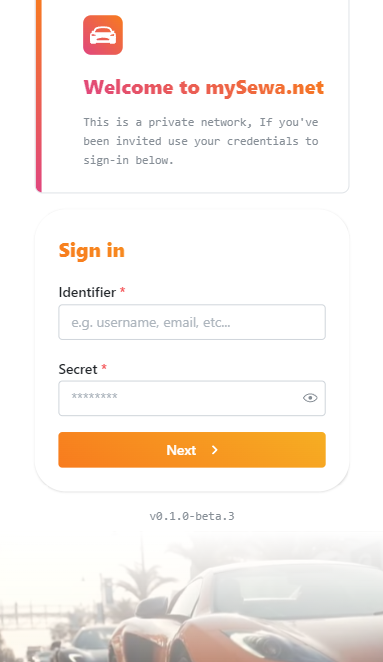 Welcome to mySewa.net
This is a private network, If you've
been invited use your credentials to
sign-in below.
Sign in
Identifier *
e.g. username, email, etc...
Secret *
********
Next
v0.1.0-beta.3